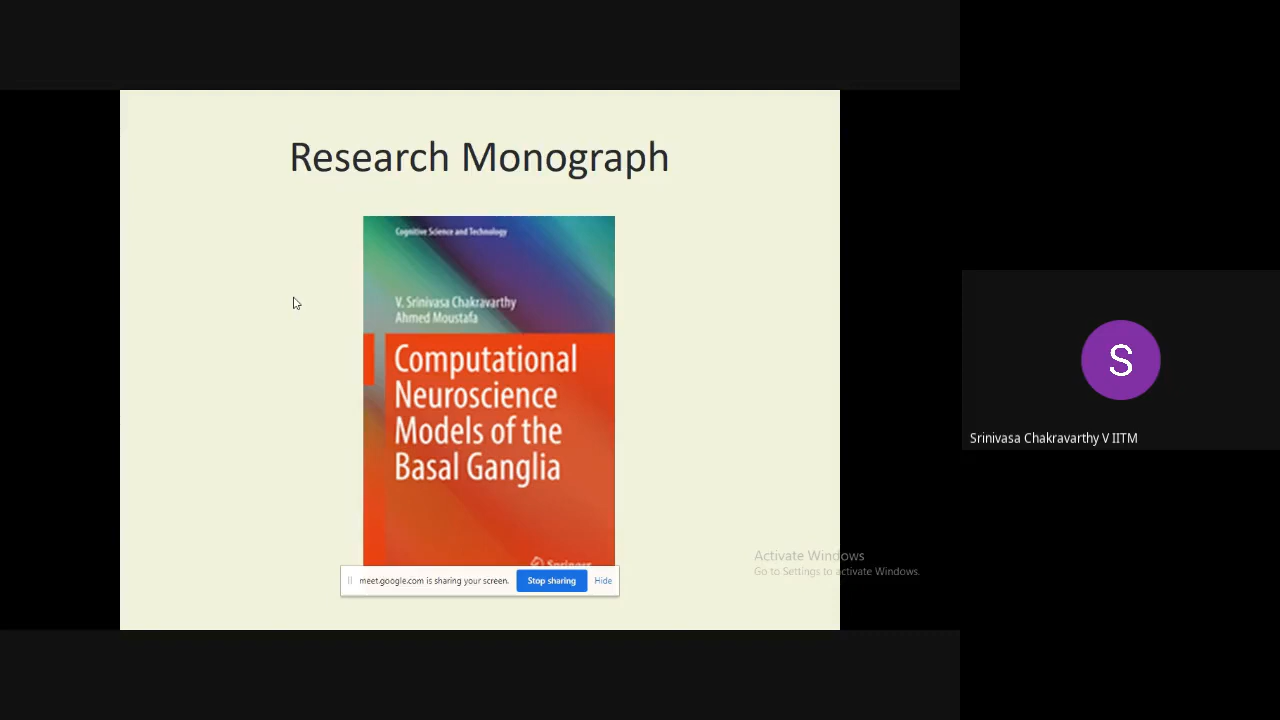 Research Monograph
Cognitive Science and Technology
V. Srinivasa Chakravarthy
Ahmed Moustafa
Computational
Neuroscience
Models of the
Basal Ganglia
Springer
meet.google.com is sharing your screen.
Stop sharing
Hide
Activate Windows
Go to Settings to activate Windows.
S
Srinivasa Chakravarthy V IITM